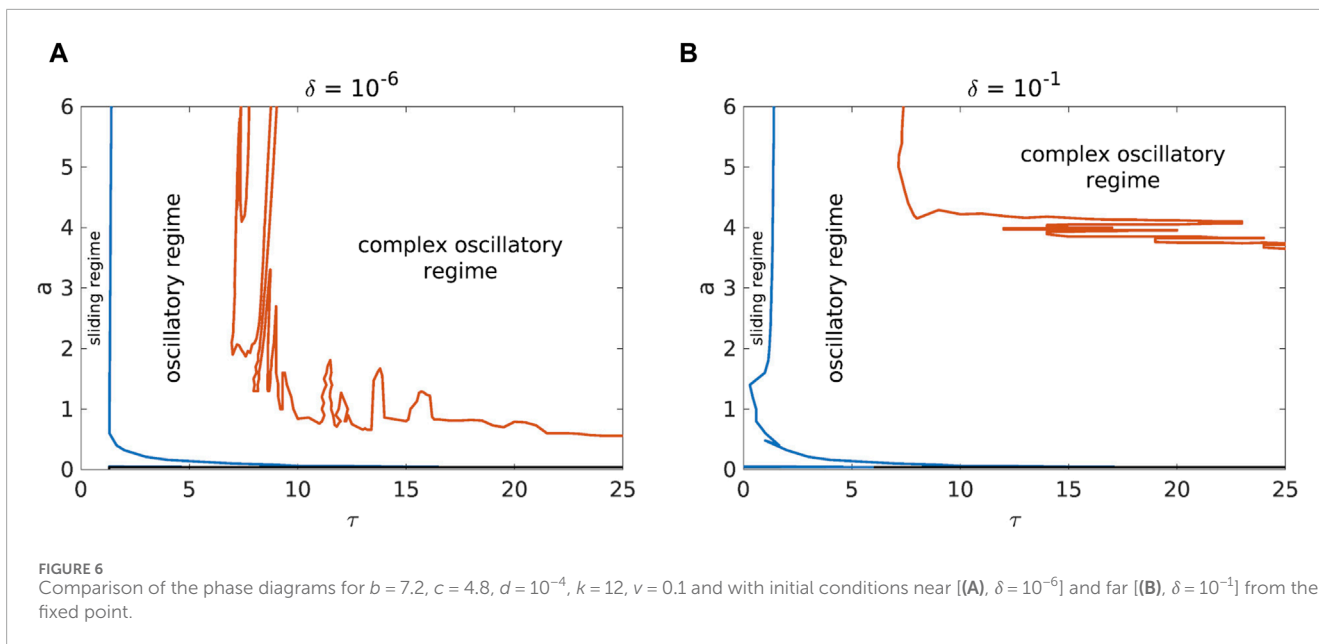 A
δ = 10⁻⁶
6
5
4
3
2
1
0
a
0
5
10
15
20
25
τ
sliding regime
oscillatory regime
complex oscillatory
regime
B
δ = 10⁻¹
6
5
4
3
2
1
0
a
0
5
10
15
20
25
τ
sliding regime
oscillatory regime
complex oscillatory
regime
FIGURE 6
Comparison of the phase diagrams for b = 7.2, c = 4.8, d = 10⁻⁴, k = 12, v = 0.1 and with initial conditions near [(A), δ = 10⁻⁶] and far [(B), δ = 10⁻¹] from the
fixed point.